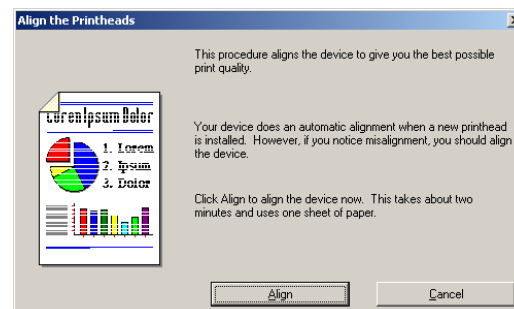 Align the Printheads
This procedure aligns the device to give you the best possible
print quality.
Lorem Ipsum Dolor
1. Lorem
2. Ipsum
3. Dolor
Your device does an automatic alignment when a new printhead
is installed. However, if you notice misalignment, you should align
the device.
Click Align to align the device now. This takes about two
minutes and uses one sheet of paper.
Align
Cancel